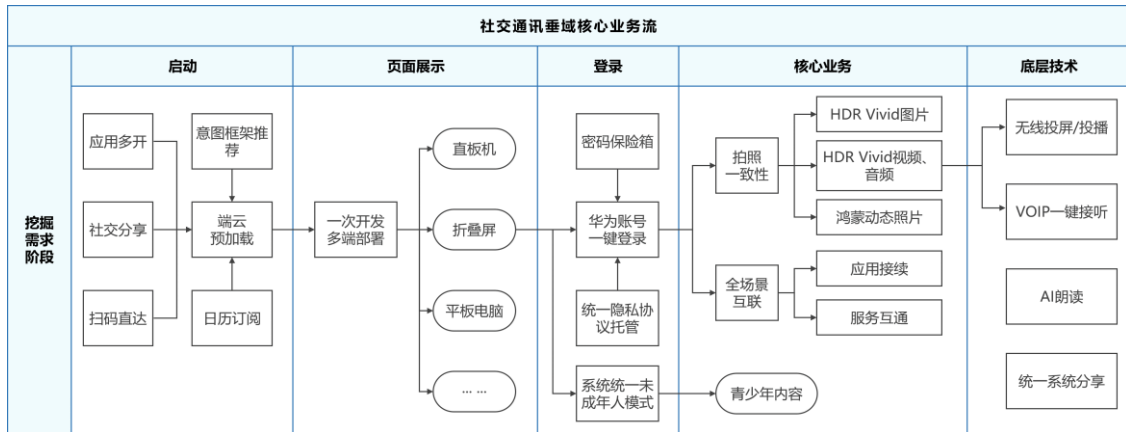 社交通讯垂域核心业务流
启动
页面展示
登录
核心业务
底层技术
挖掘
需求
阶段
应用多开
社交分享
扫码直达
意图框架推
荐
端云
预加载
日历订阅
一次开发
多端部署
直板机
折叠屏
平板电脑
... ...
密码保险箱
华为账号
一键登录
统一隐私协
议托管
系统统一未
成年人模式
拍照
一致性
全场景
互联
青少年内容
HDR Vivid图片
HDR Vivid视频、
音频
鸿蒙动态照片
应用接续
服务互通
无线投屏/投播
VOIP一键接听
AI朗读
统一系统分享